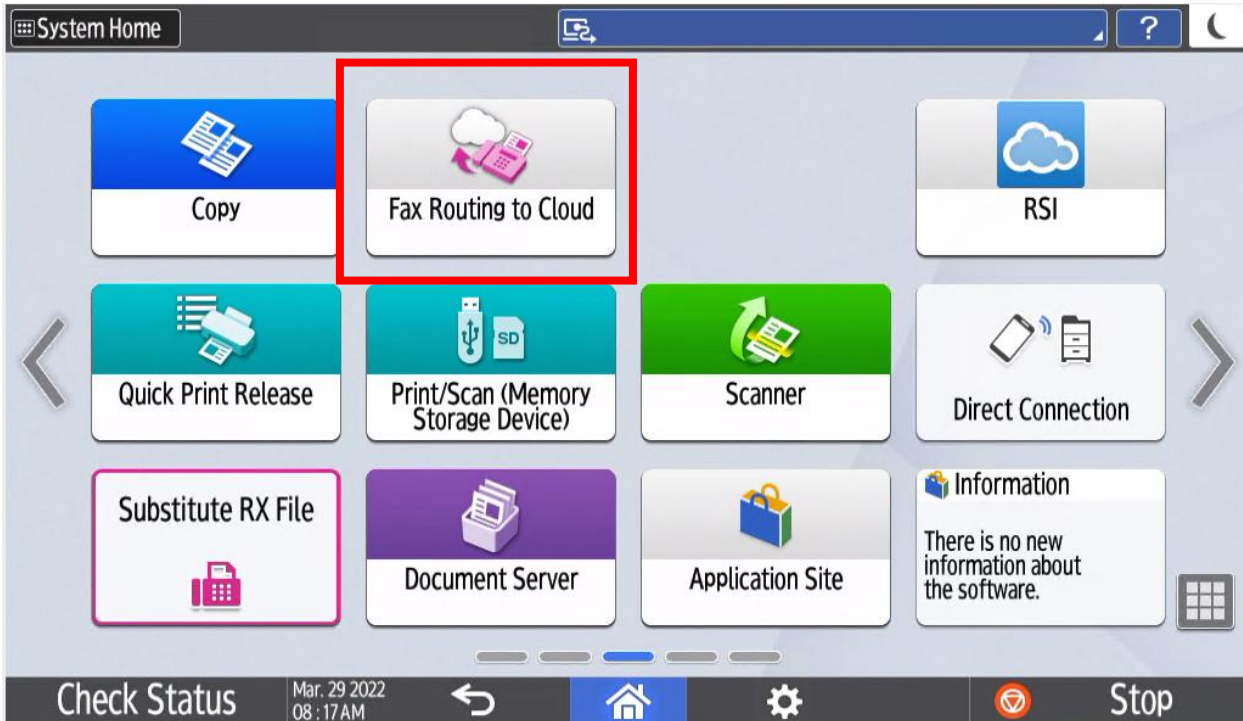 System Home
?
Copy
Fax Routing to Cloud
RSI
Quick Print Release
SD
Print/Scan (Memory
Storage Device)
Scanner
Direct Connection
Substitute RX File
Document Server
Application Site
Information
There is no new
information about
the software.
Check Status
Mar. 29 2022
08 : 17 AM
Stop